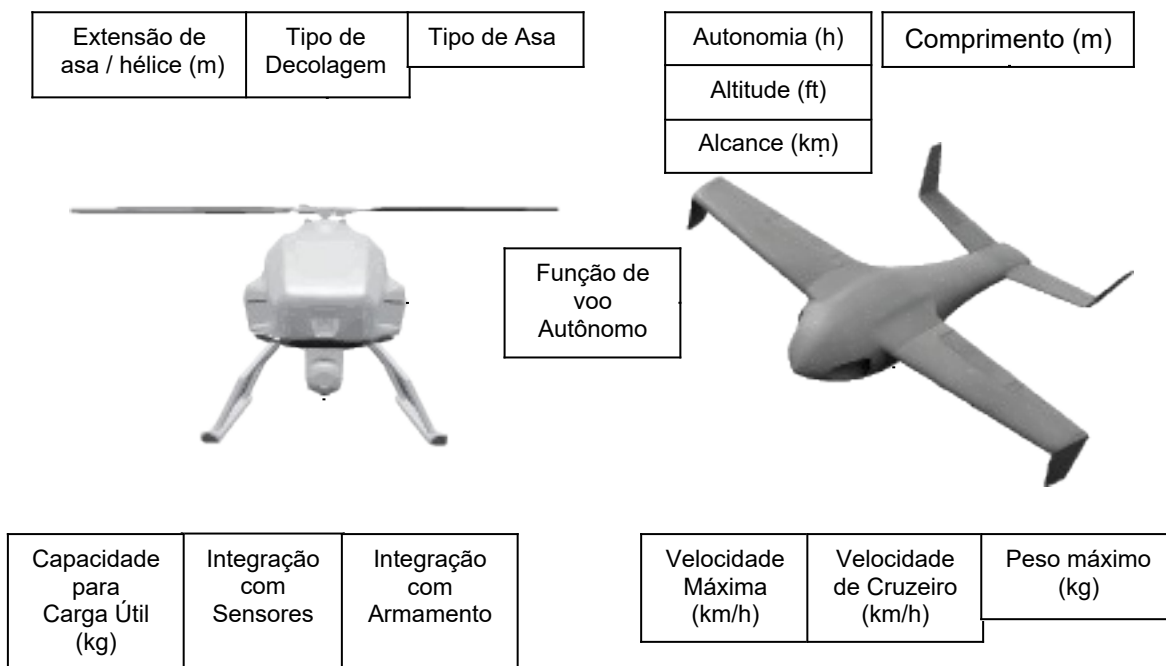 Extensão de
asa / hélice (m)
Tipo de
Decolagem
Tipo de Asa
Autonomia (h)
Altitude (ft)
Alcance (km)
Comprimento (m)
Função de
voo
Autônomo
Capacidade
para
Carga Útil
(kg)
Integração
com
Sensores
Integração
com
Armamento
Velocidade
Máxima
(km/h)
Velocidade
de Cruzeiro
(km/h)
Peso máximo
(kg)